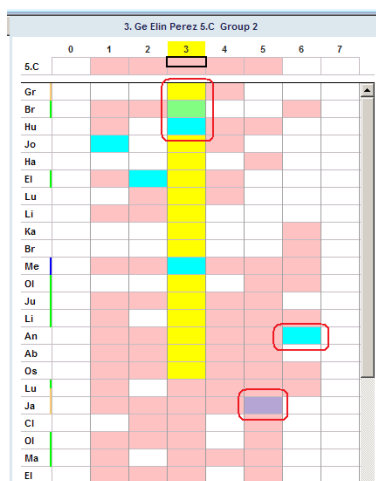 3. Ge Elin Perez 5.C Group 2
0 1 2 3 4 5 6 7
5.C
Gr
Br
Hu
Jo
Ha
El
Lu
Li
Ka
Br
Me
Ol
Ju
Li
An
Ab
Os
Lu
Ja
Cl
Ol
Ma
El